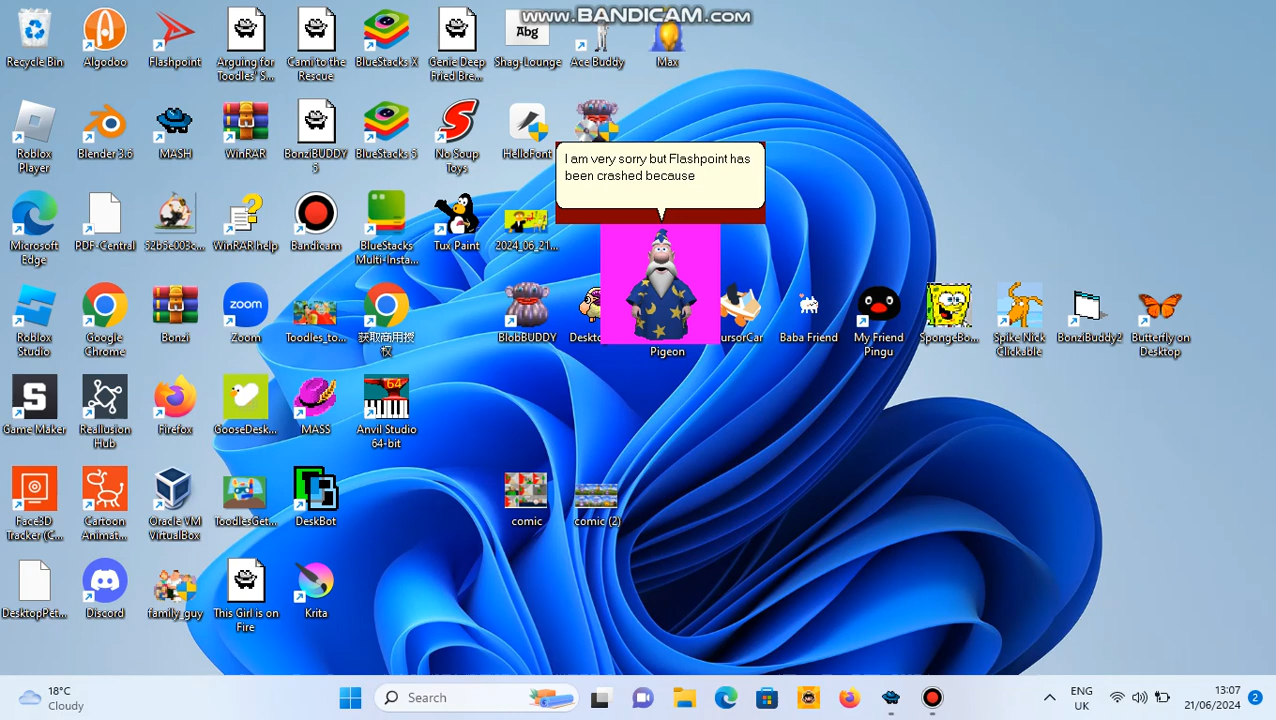 www.BANDICAM.com
Recycle Bin
Algodoo
Flashpoint
Arguing for
Toodles' S...
Cami to the
Rescue
BlueStacks X
Genie Deep
Fried Bre...
Abg
Shag-Lounge
Ace Buddy
Max
Roblox
Player
Blender 3.6
MASH
WinRAR
BonziBUDDY
5
BlueStacks 5
No Soup
Toys
HelloFont
I am very sorry but Flashpoint has
been crashed because
Microsoft
Edge
PDF-Central
52b5e003c...
WinRAR help
Bandicam
BlueStacks
Multi-Insta...
Tux Paint
2024_06_21...
Roblox
Studio
Google
Chrome
Bonzi
zoom
Zoom
Toodles_to...
获取商用授
权
BlobBUDDY
Deskto
Pigeon
ursorCar
Baba Friend
My Friend
Pingu
SpongeBo...
Spike Nick
Clickable
BonziBuddy2
Butterfly on
Desktop
Game Maker
Reallusion
Hub
Firefox
GooseDesk...
MASS
64
Anvil Studio
64-bit
Face3D
Tracker (C...
Cartoon
Animat...
Oracle VM
VirtualBox
ToodlesGet...
DeskBot
comic
comic (2)
DesktopPet...
Discord
family_guy
This Girl is on
Fire
Krita
18°C
Cloudy
Search
ENG
UK
13:07
21/06/2024
2